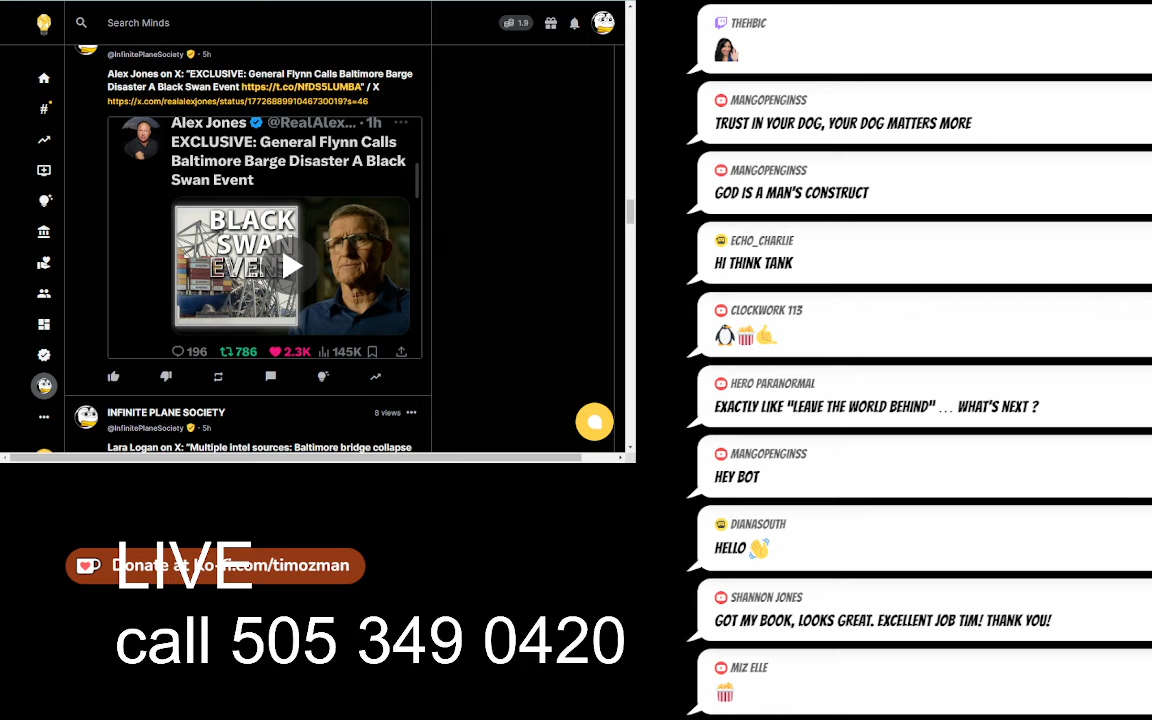 Search Minds
1.9
@InfinitePlaneSociety · 5h
Alex Jones on X: "EXCLUSIVE: General Flynn Calls Baltimore Barge
Disaster A Black Swan Event https://t.co/NfDS5LUMBA" / X
https://x.com/realalexjones/status/1772688991046730019?s=46
Alex Jones @RealAlex... · 1h
EXCLUSIVE: General Flynn Calls
Baltimore Barge Disaster A Black
Swan Event
BLACK
SWAN
EVENT
196 786 2.3K 145K
INFINITE PLANE SOCIETY
8 views
@InfinitePlaneSociety · 5h
Lara Logan on X: "Multiple intel sources: Baltimore bridge collapse
Donate at ko-fi.com/timozman
LIVE
call 505 349 0420
THEHBIC
MANGOPENGINSS
TRUST IN YOUR DOG, YOUR DOG MATTERS MORE
MANGOPENGINSS
GOD IS A MAN'S CONSTRUCT
ECHO_CHARLIE
HI THINK TANK
CLOCKWORK 113
🐧🍿🤙
HERO PARANORMAL
EXACTLY LIKE "LEAVE THE WORLD BEHIND" ... WHAT'S NEXT ?
MANGOPENGINSS
HEY BOT
DIANASOUTH
HELLO 👋
SHANNON JONES
GOT MY BOOK, LOOKS GREAT. EXCELLENT JOB TIM! THANK YOU!
MIZ ELLE
🍿